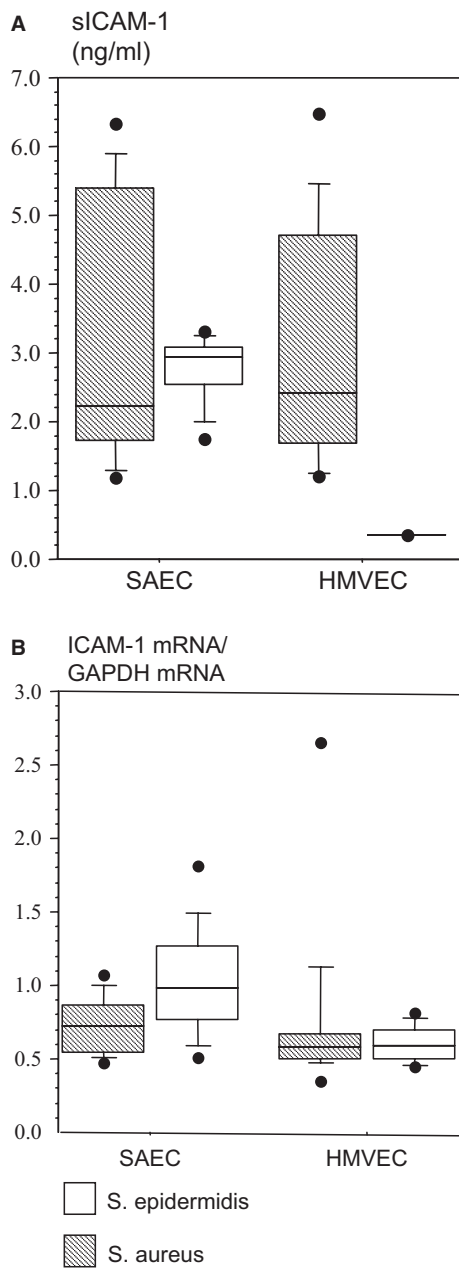 A
sICAM-1
(ng/ml)
7.0
6.0
5.0
4.0
3.0
2.0
1.0
0.0
SAEC HMVEC
B
ICAM-1 mRNA/
GAPDH mRNA
3.0
2.5
2.0
1.5
1.0
0.5
0.0
SAEC HMVEC
S. epidermidis
S. aureus